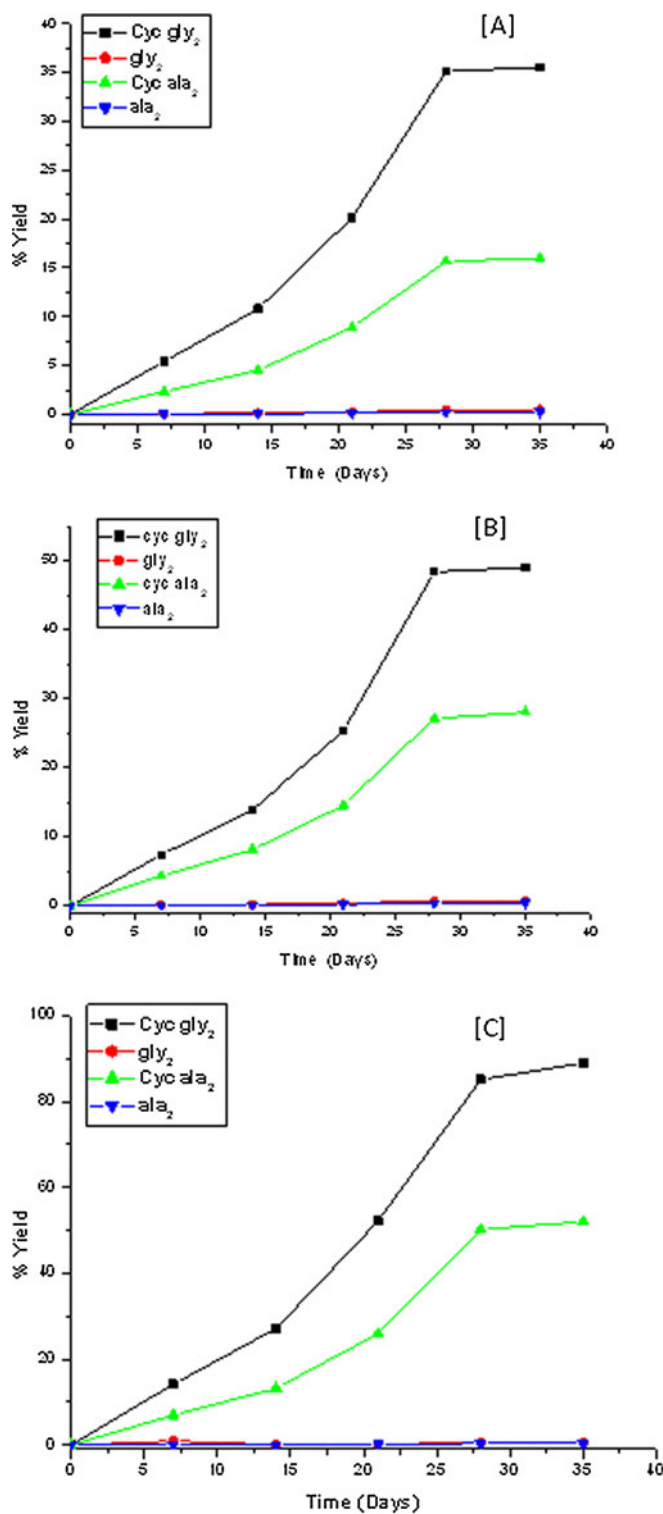 [A]
Cyc gly₂
gly₂
Cyc ala₂
ala₂
40
35
30
25
20
15
10
5
0
% Yield
0 5 10 15 20 25 30 35 40
Time (Days)
[B]
cyc gly₂
gly₂
cyc ala₂
ala₂
50
40
30
20
10
0
% Yield
0 5 10 15 20 25 30 35 40
Time (Days)
[C]
Cyc gly₂
gly₂
Cyc ala₂
ala₂
100
80
60
40
20
0
% Yield
0 5 10 15 20 25 30 35 40
Time (Days)